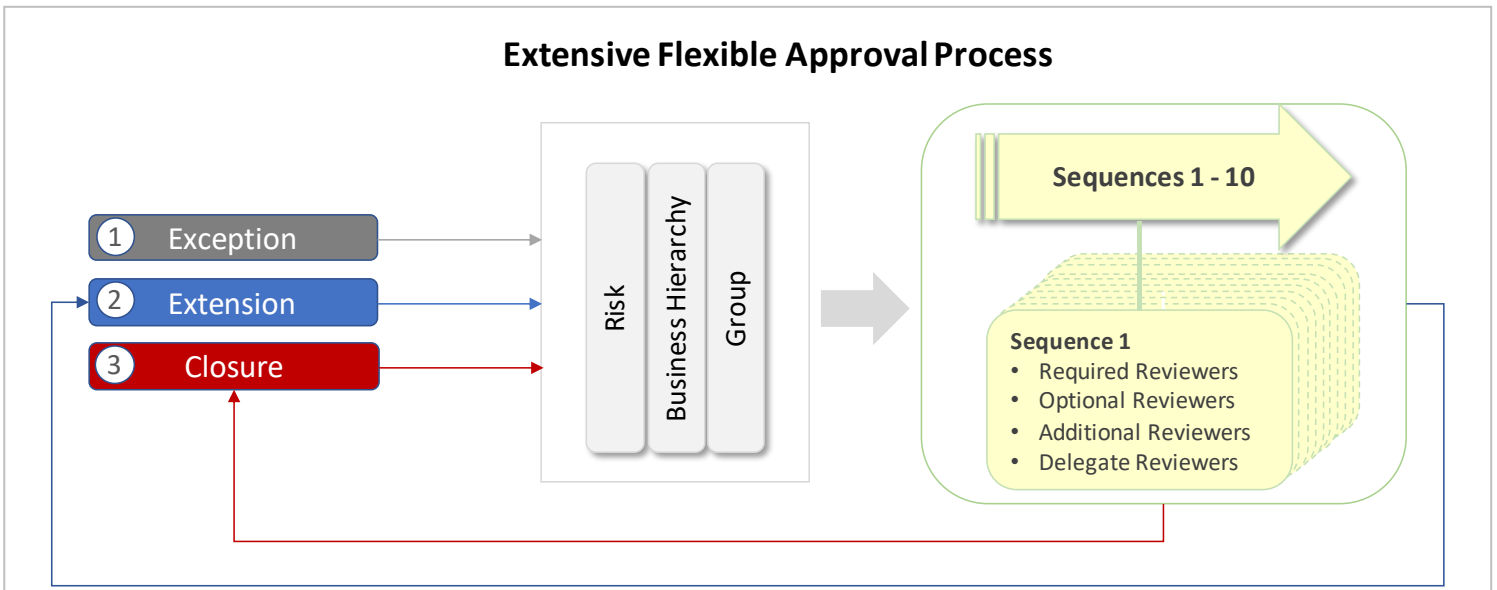 Extensive Flexible Approval Process
1 Exception
2 Extension
3 Closure
Risk
Business Hierarchy
Group
Sequences 1 - 10
Sequence 1
• Required Reviewers
• Optional Reviewers
• Additional Reviewers
• Delegate Reviewers